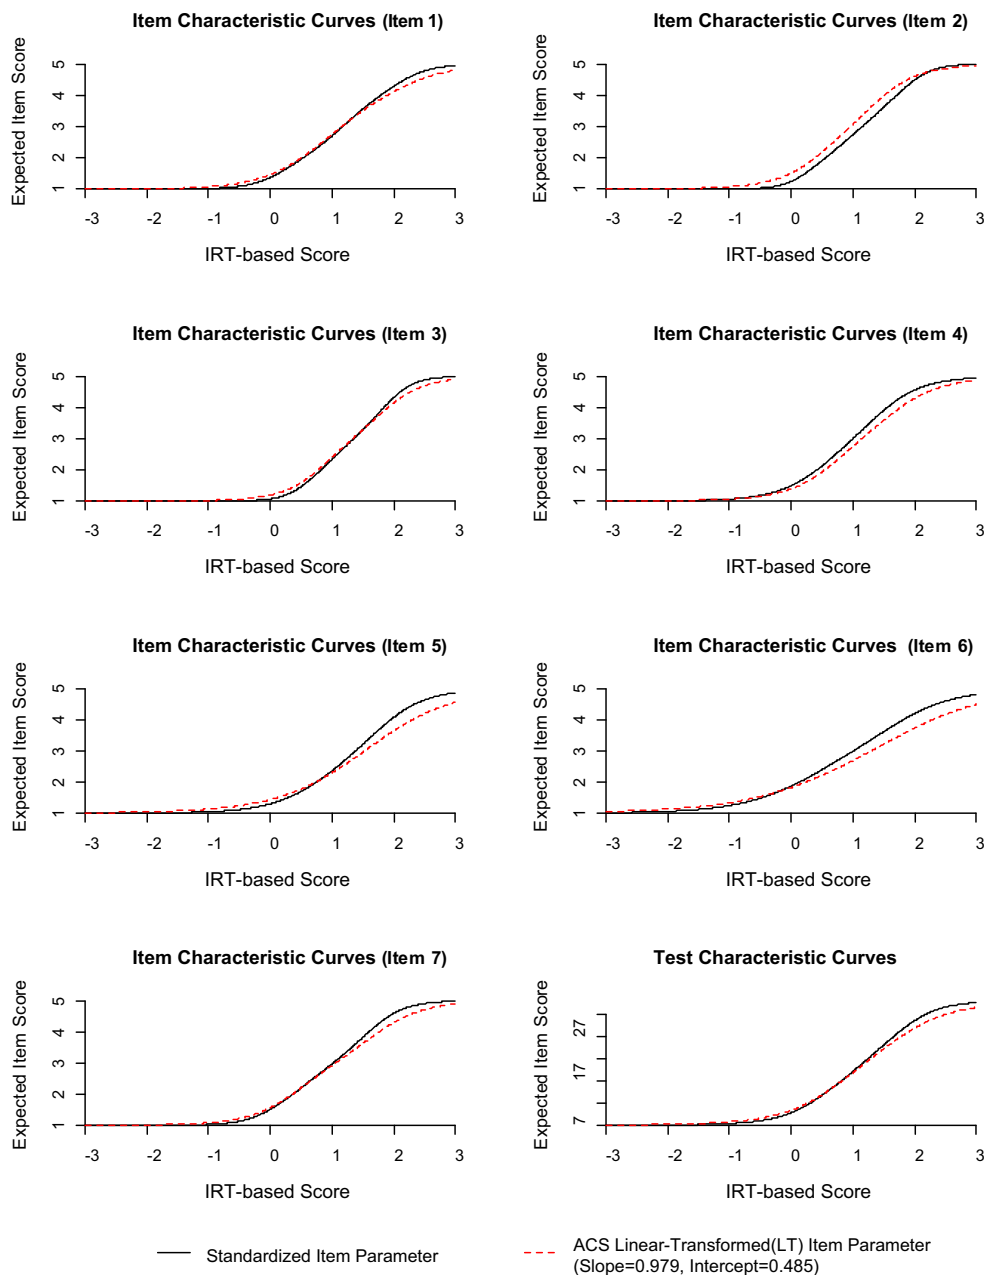 Item Characteristic Curves (Item 1)
Expected Item Score
5
4
3
2
1
-3 -2 -1 0 1 2 3
IRT-based Score
Item Characteristic Curves (Item 2)
Expected Item Score
5
4
3
2
1
-3 -2 -1 0 1 2 3
IRT-based Score
Item Characteristic Curves (Item 3)
Expected Item Score
5
4
3
2
1
-3 -2 -1 0 1 2 3
IRT-based Score
Item Characteristic Curves (Item 4)
Expected Item Score
5
4
3
2
1
-3 -2 -1 0 1 2 3
IRT-based Score
Item Characteristic Curves (Item 5)
Expected Item Score
5
4
3
2
1
-3 -2 -1 0 1 2 3
IRT-based Score
Item Characteristic Curves (Item 6)
Expected Item Score
5
4
3
2
1
-3 -2 -1 0 1 2 3
IRT-based Score
Item Characteristic Curves (Item 7)
Expected Item Score
5
4
3
2
1
-3 -2 -1 0 1 2 3
IRT-based Score
Test Characteristic Curves
Expected Item Score
27
17
7
-3 -2 -1 0 1 2 3
IRT-based Score
Standardized Item Parameter
ACS Linear-Transformed(LT) Item Parameter
(Slope=0.979, Intercept=0.485)